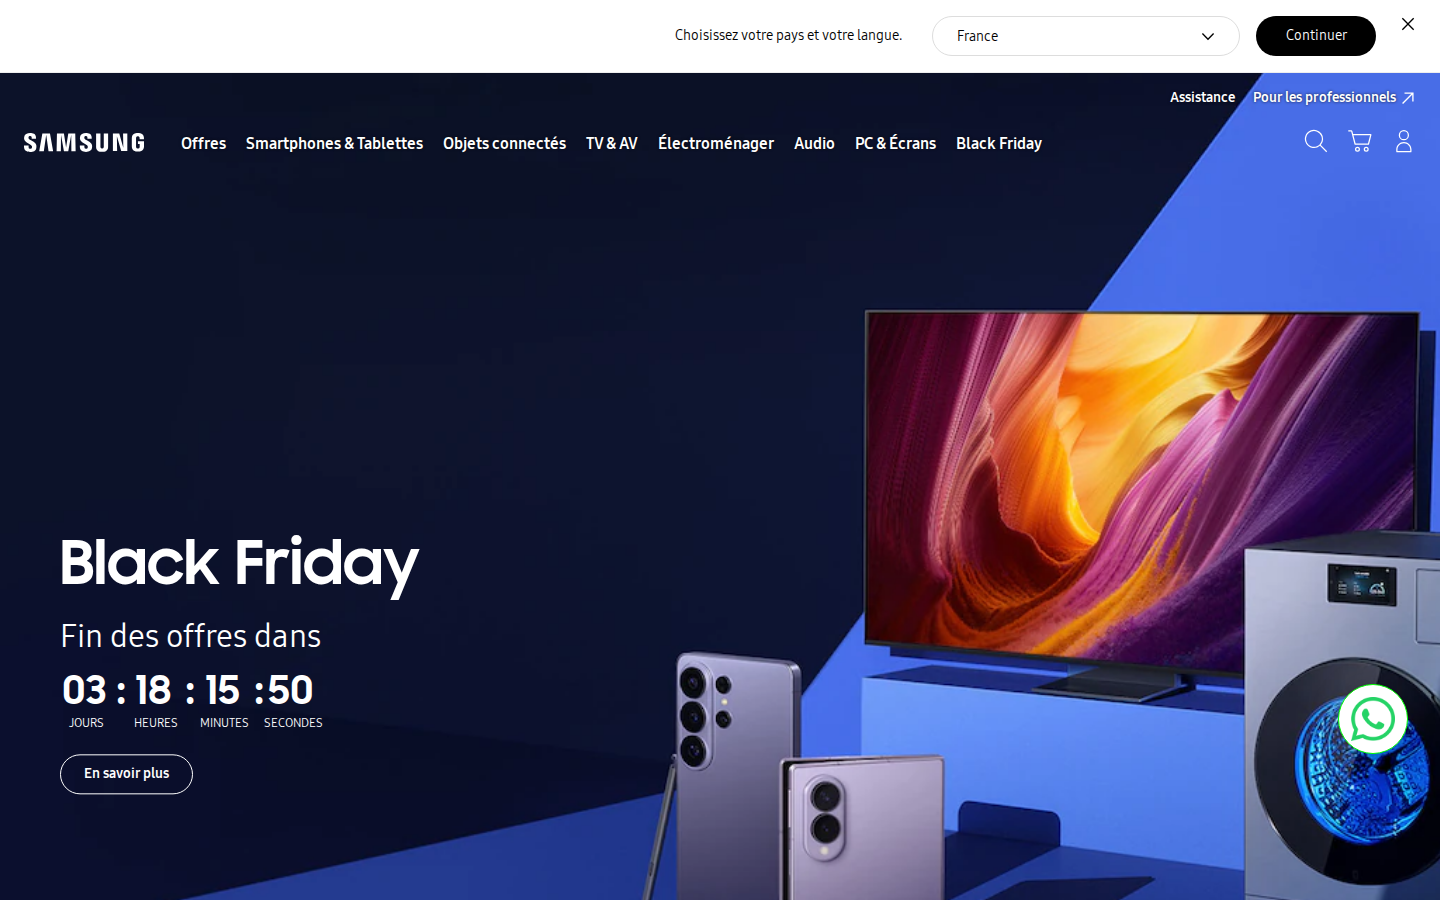 Choisissez votre pays et votre langue.
France
Continuer
Assistance
Pour les professionnels
SAMSUNG
Offres
Smartphones & Tablettes
Objets connectés
TV & AV
Électroménager
Audio
PC & Écrans
Black Friday
Black Friday
Fin des offres dans
03 : 18 : 15 : 50
JOURS HEURES MINUTES SECONDES
En savoir plus